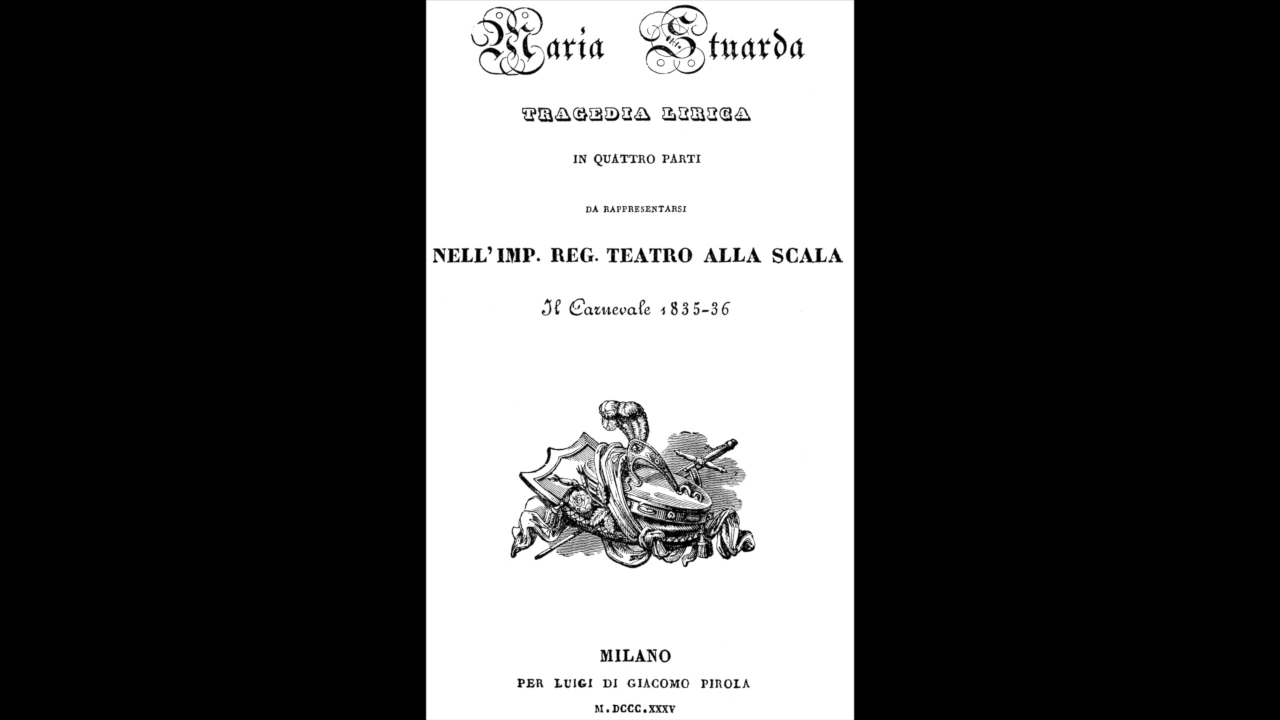 Maria Stuarda
TRAGEDIA LIRICA
IN QUATTRO PARTI
DA RAPPRESENTARSI
NELL' IMP. REG. TEATRO ALLA SCALA
Il Carnevale 1835-36
MILANO
PER LUIGI DI GIACOMO PIROLA
M.DCCC.XXXV